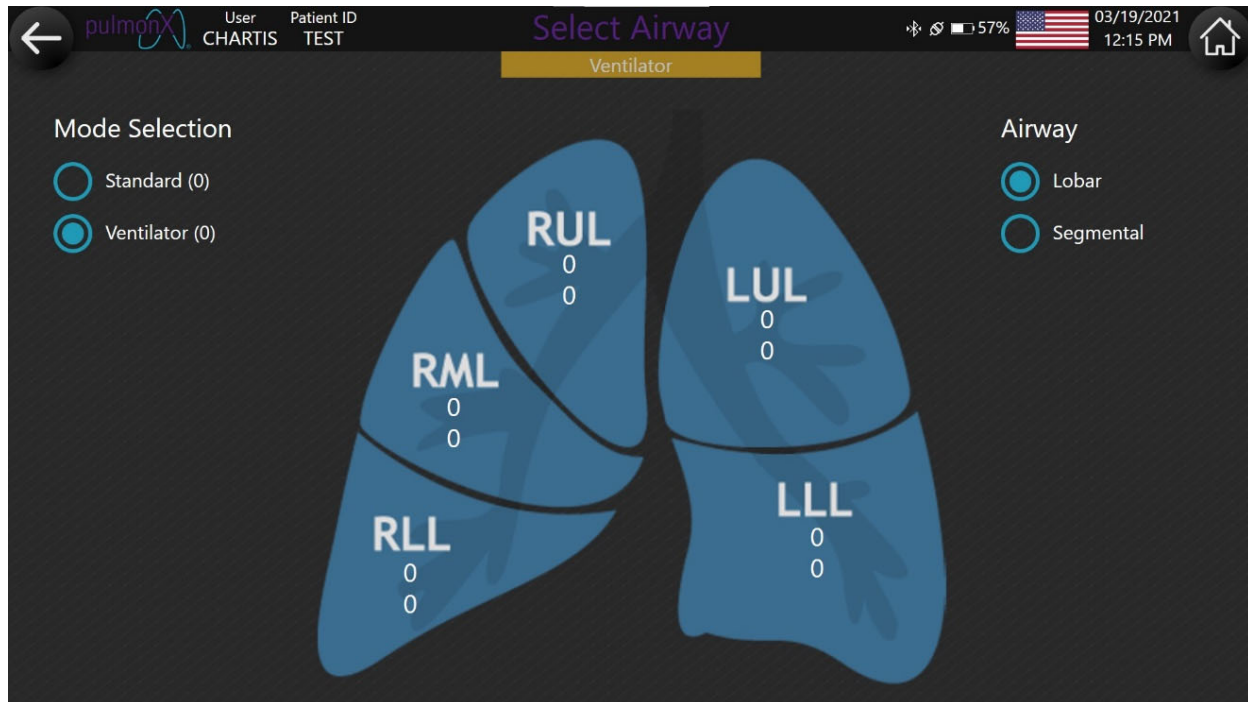 pulmonX
User
CHARTIS
Patient ID
TEST
Select Airway
57%
03/19/2021
12:15 PM
Ventilator
Mode Selection
Standard (0)
Ventilator (0)
Airway
Lobar
Segmental
RUL
0
0
LUL
0
0
RML
0
0
LLL
0
0
RLL
0
0